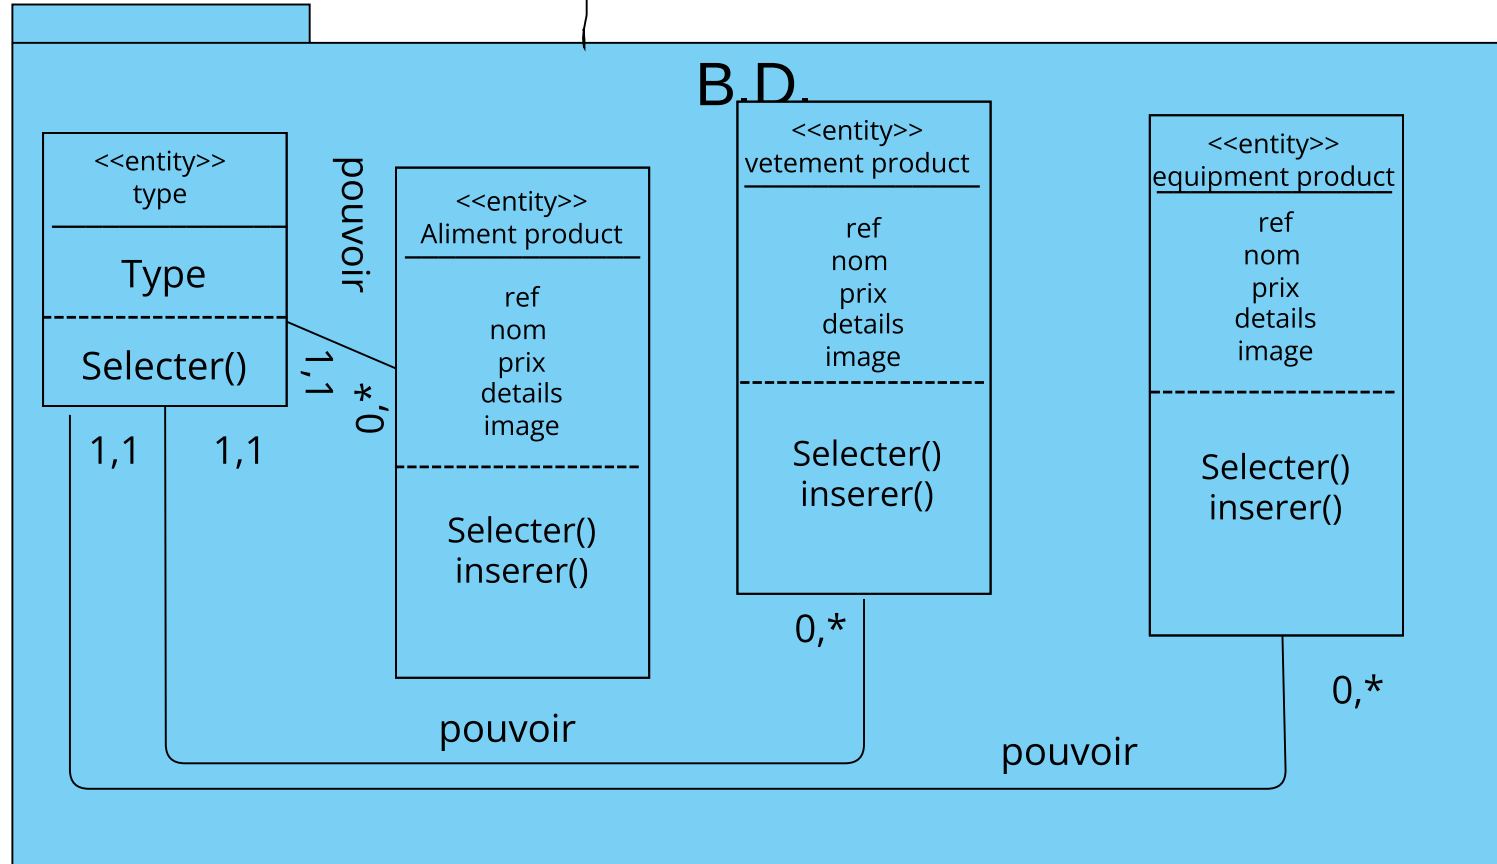 B.D.
<<entity>>
type
Type
Selecter()
pouvoir
1,1
0,*
1,1
1,1
<<entity>>
Aliment product
ref
nom
prix
details
image
Selecter()
inserer()
<<entity>>
vetement product
ref
nom
prix
details
image
Selecter()
inserer()
0,*
<<entity>>
equipment product
ref
nom
prix
details
image
Selecter()
inserer()
0,*
pouvoir
pouvoir